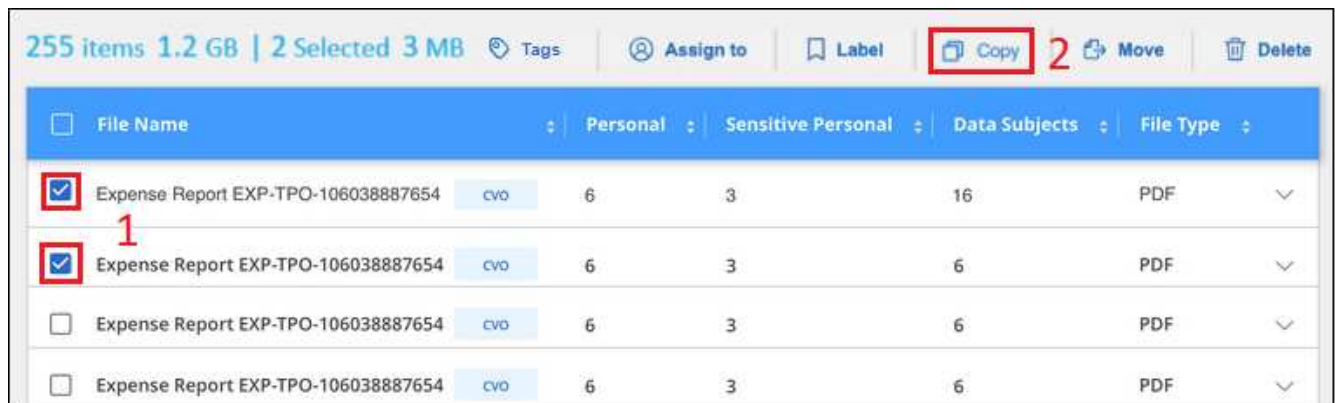 255 items 1.2 GB | 2 Selected 3 MB Tags Assign to Label Copy 2 Move Delete
File Name Personal Sensitive Personal Data Subjects File Type
Expense Report EXP-TPO-106038887654 CVO 6 3 16 PDF
1
Expense Report EXP-TPO-106038887654 CVO 6 3 6 PDF
Expense Report EXP-TPO-106038887654 CVO 6 3 6 PDF
Expense Report EXP-TPO-106038887654 CVO 6 3 6 PDF